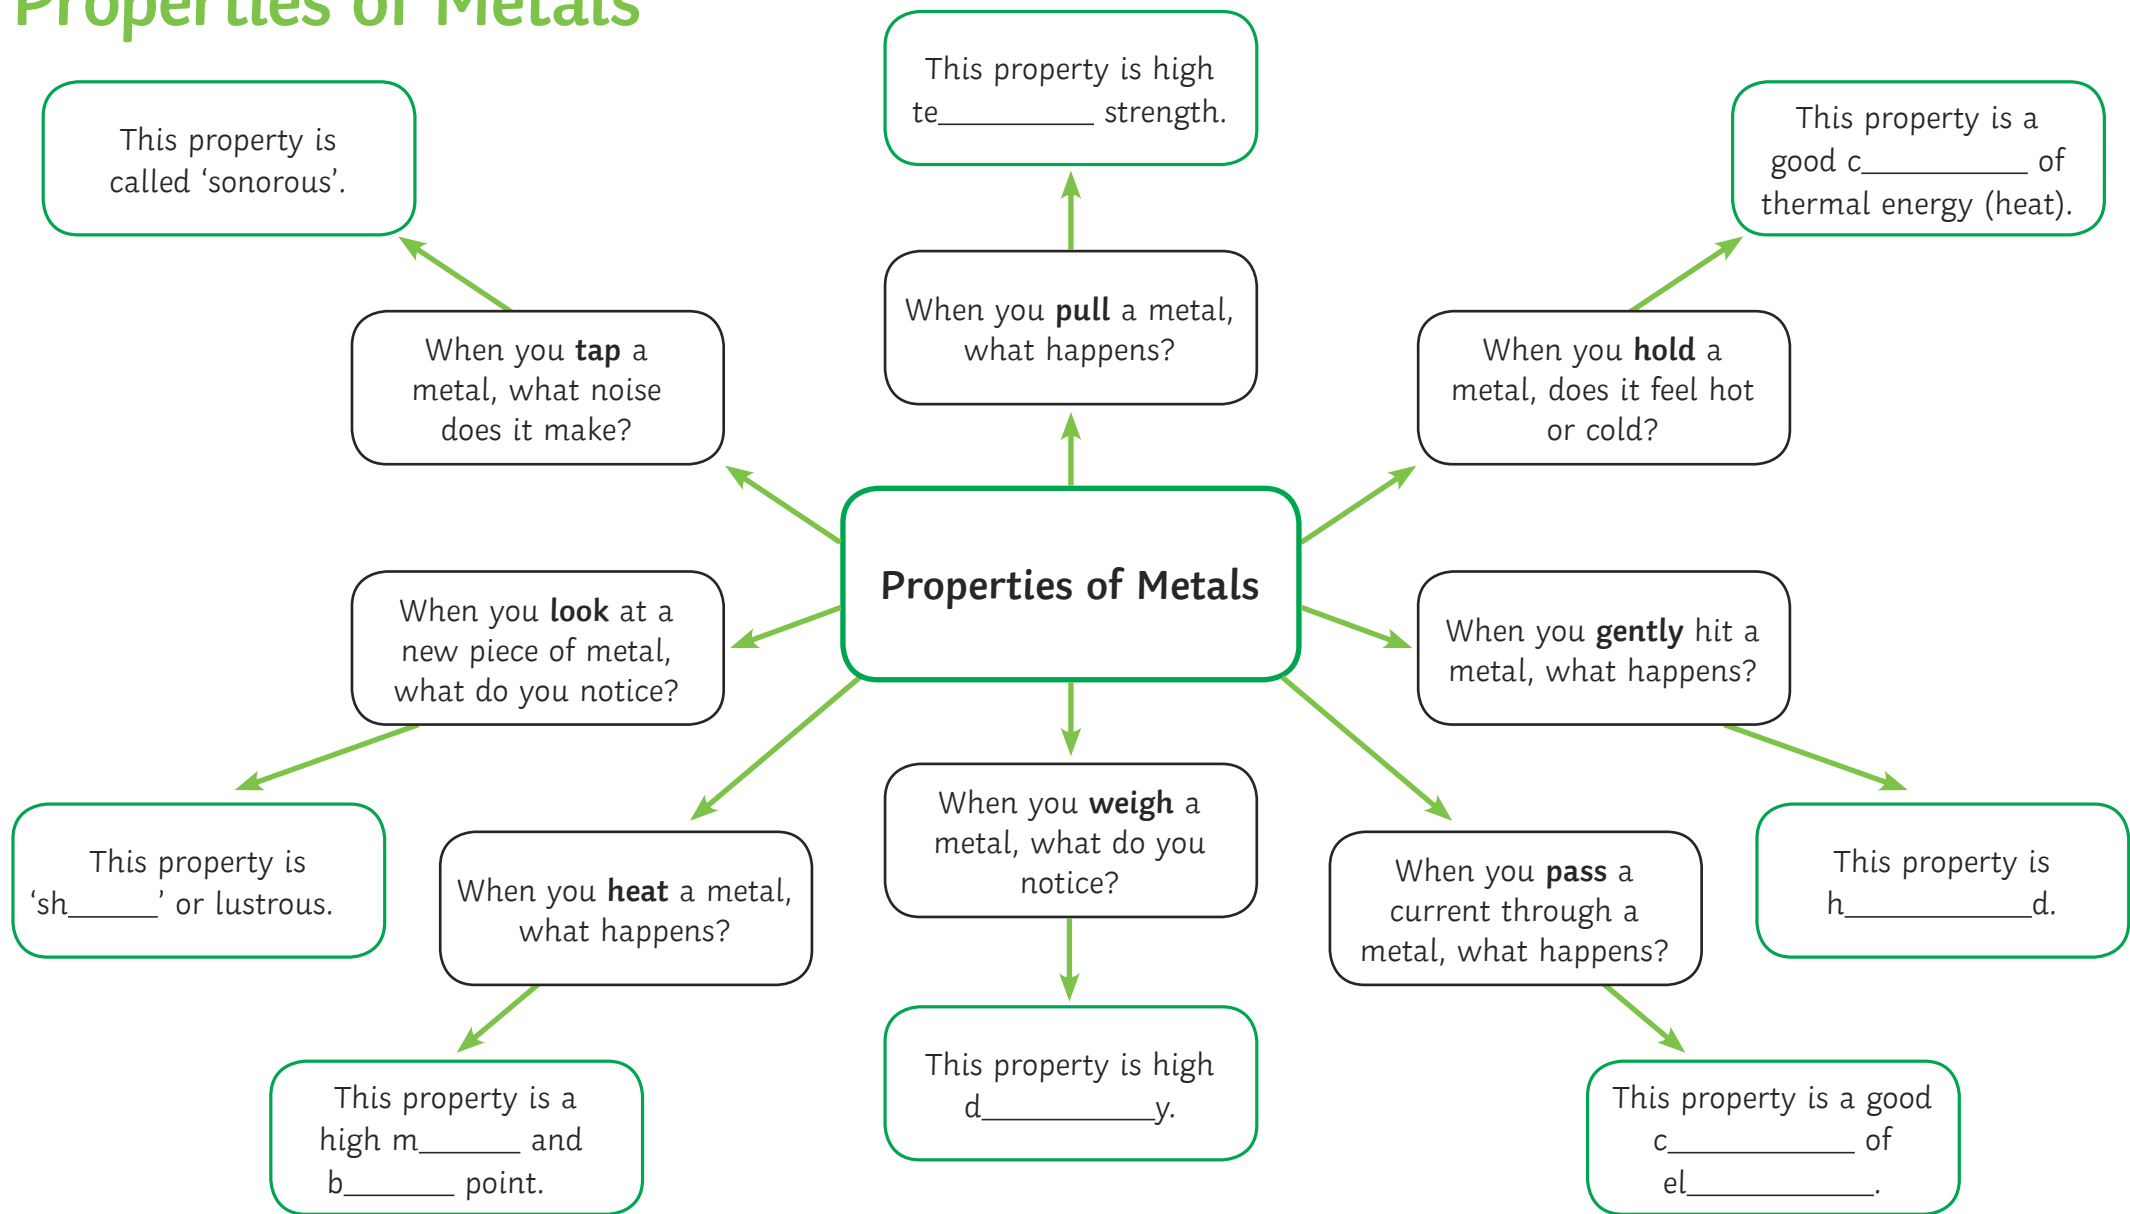 Properties of Metals
This property is high
te__________ strength.
This property is
called ‘sonorous’.
This property is a
good c___________ of
thermal energy (heat).
When you pull a metal,
what happens?
When you tap a
metal, what noise
does it make?
When you hold a
metal, does it feel hot
or cold?
Properties of Metals
When you look at a
new piece of metal,
what do you notice?
When you gently hit a
metal, what happens?
This property is
‘sh______’ or lustrous.
When you heat a metal,
what happens?
When you weigh a
metal, what do you
notice?
When you pass a
current through a
metal, what happens?
This property is
h____________d.
This property is a
high m_______ and
b_______ point.
This property is high
d___________y.
This property is a good
c____________ of
el____________.